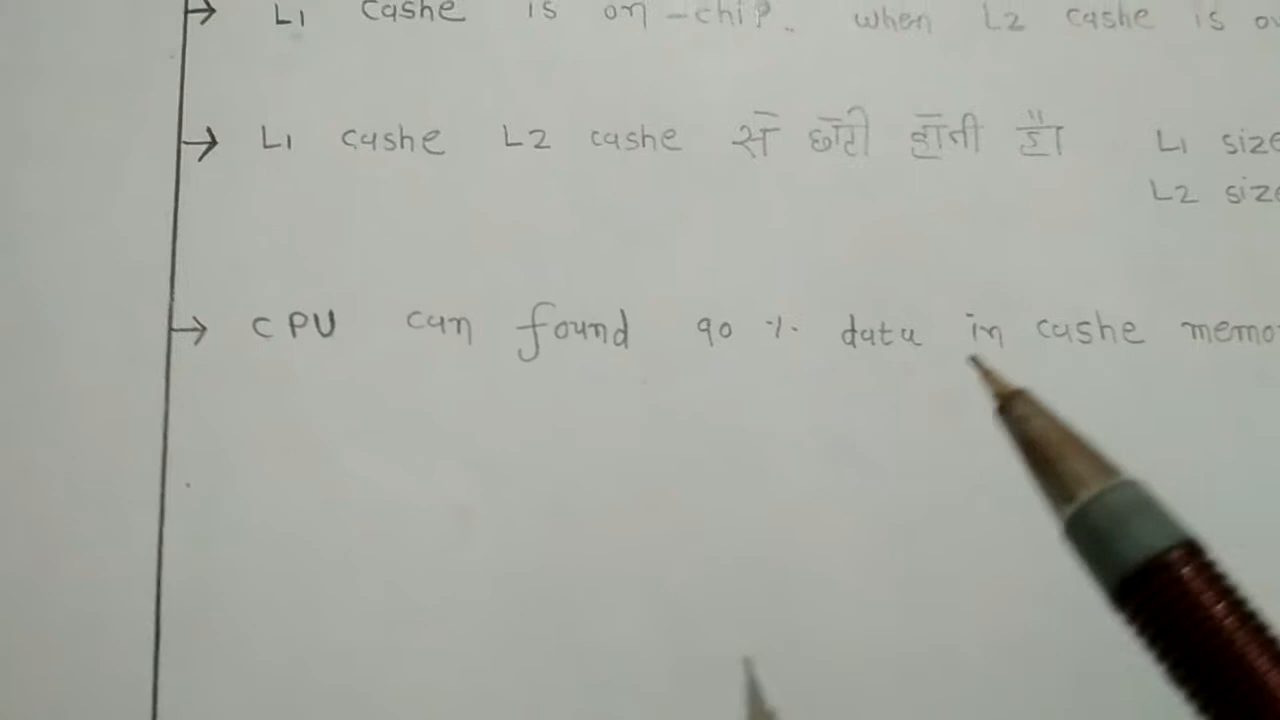 L1 cashe is on-chip. when L2 cashe is
L1 cashe L2 cashe से छोटी होती है। L1 size
L2 size
CPU can found 90 % data in cashe memo